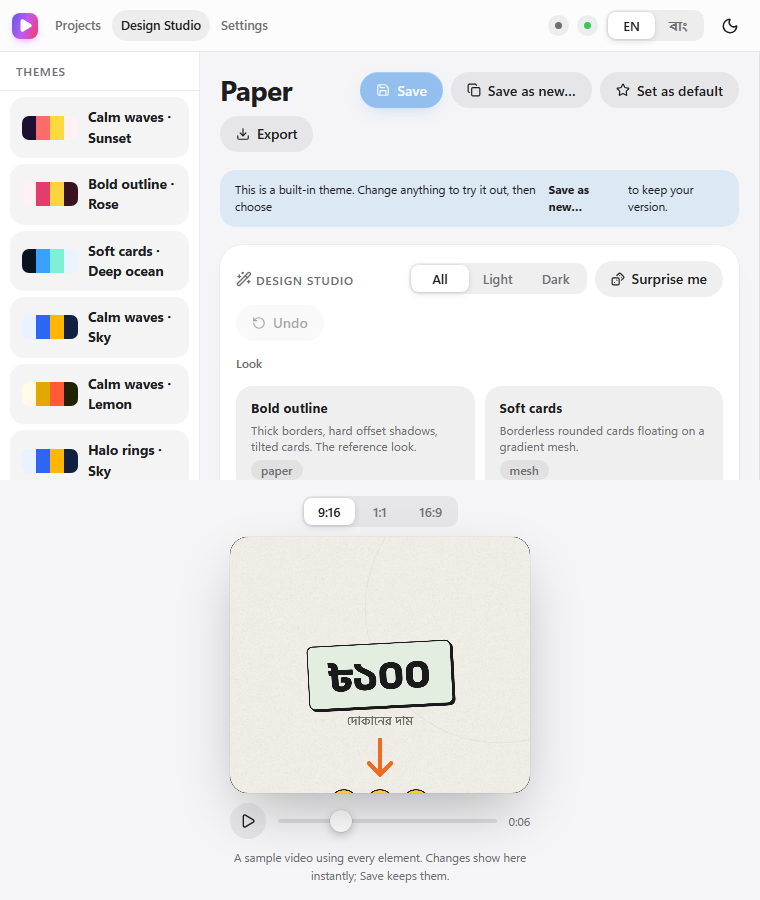 Projects
Design Studio
Settings
EN
বাং
THEMES
Calm waves ·
Sunset
Bold outline ·
Rose
Soft cards ·
Deep ocean
Calm waves ·
Sky
Calm waves ·
Lemon
Halo rings ·
Sky
Paper
Save
Save as new...
Set as default
Export
This is a built-in theme. Change anything to try it out, then
choose
Save as
new...
to keep your
version.
DESIGN STUDIO
All
Light
Dark
Surprise me
Undo
Look
Bold outline
Thick borders, hard offset shadows,
tilted cards. The reference look.
paper
Soft cards
Borderless rounded cards floating on a
gradient mesh.
mesh
9:16
1:1
16:9
৳১০০
দোকানের দাম
0:06
A sample video using every element. Changes show here
instantly; Save keeps them.